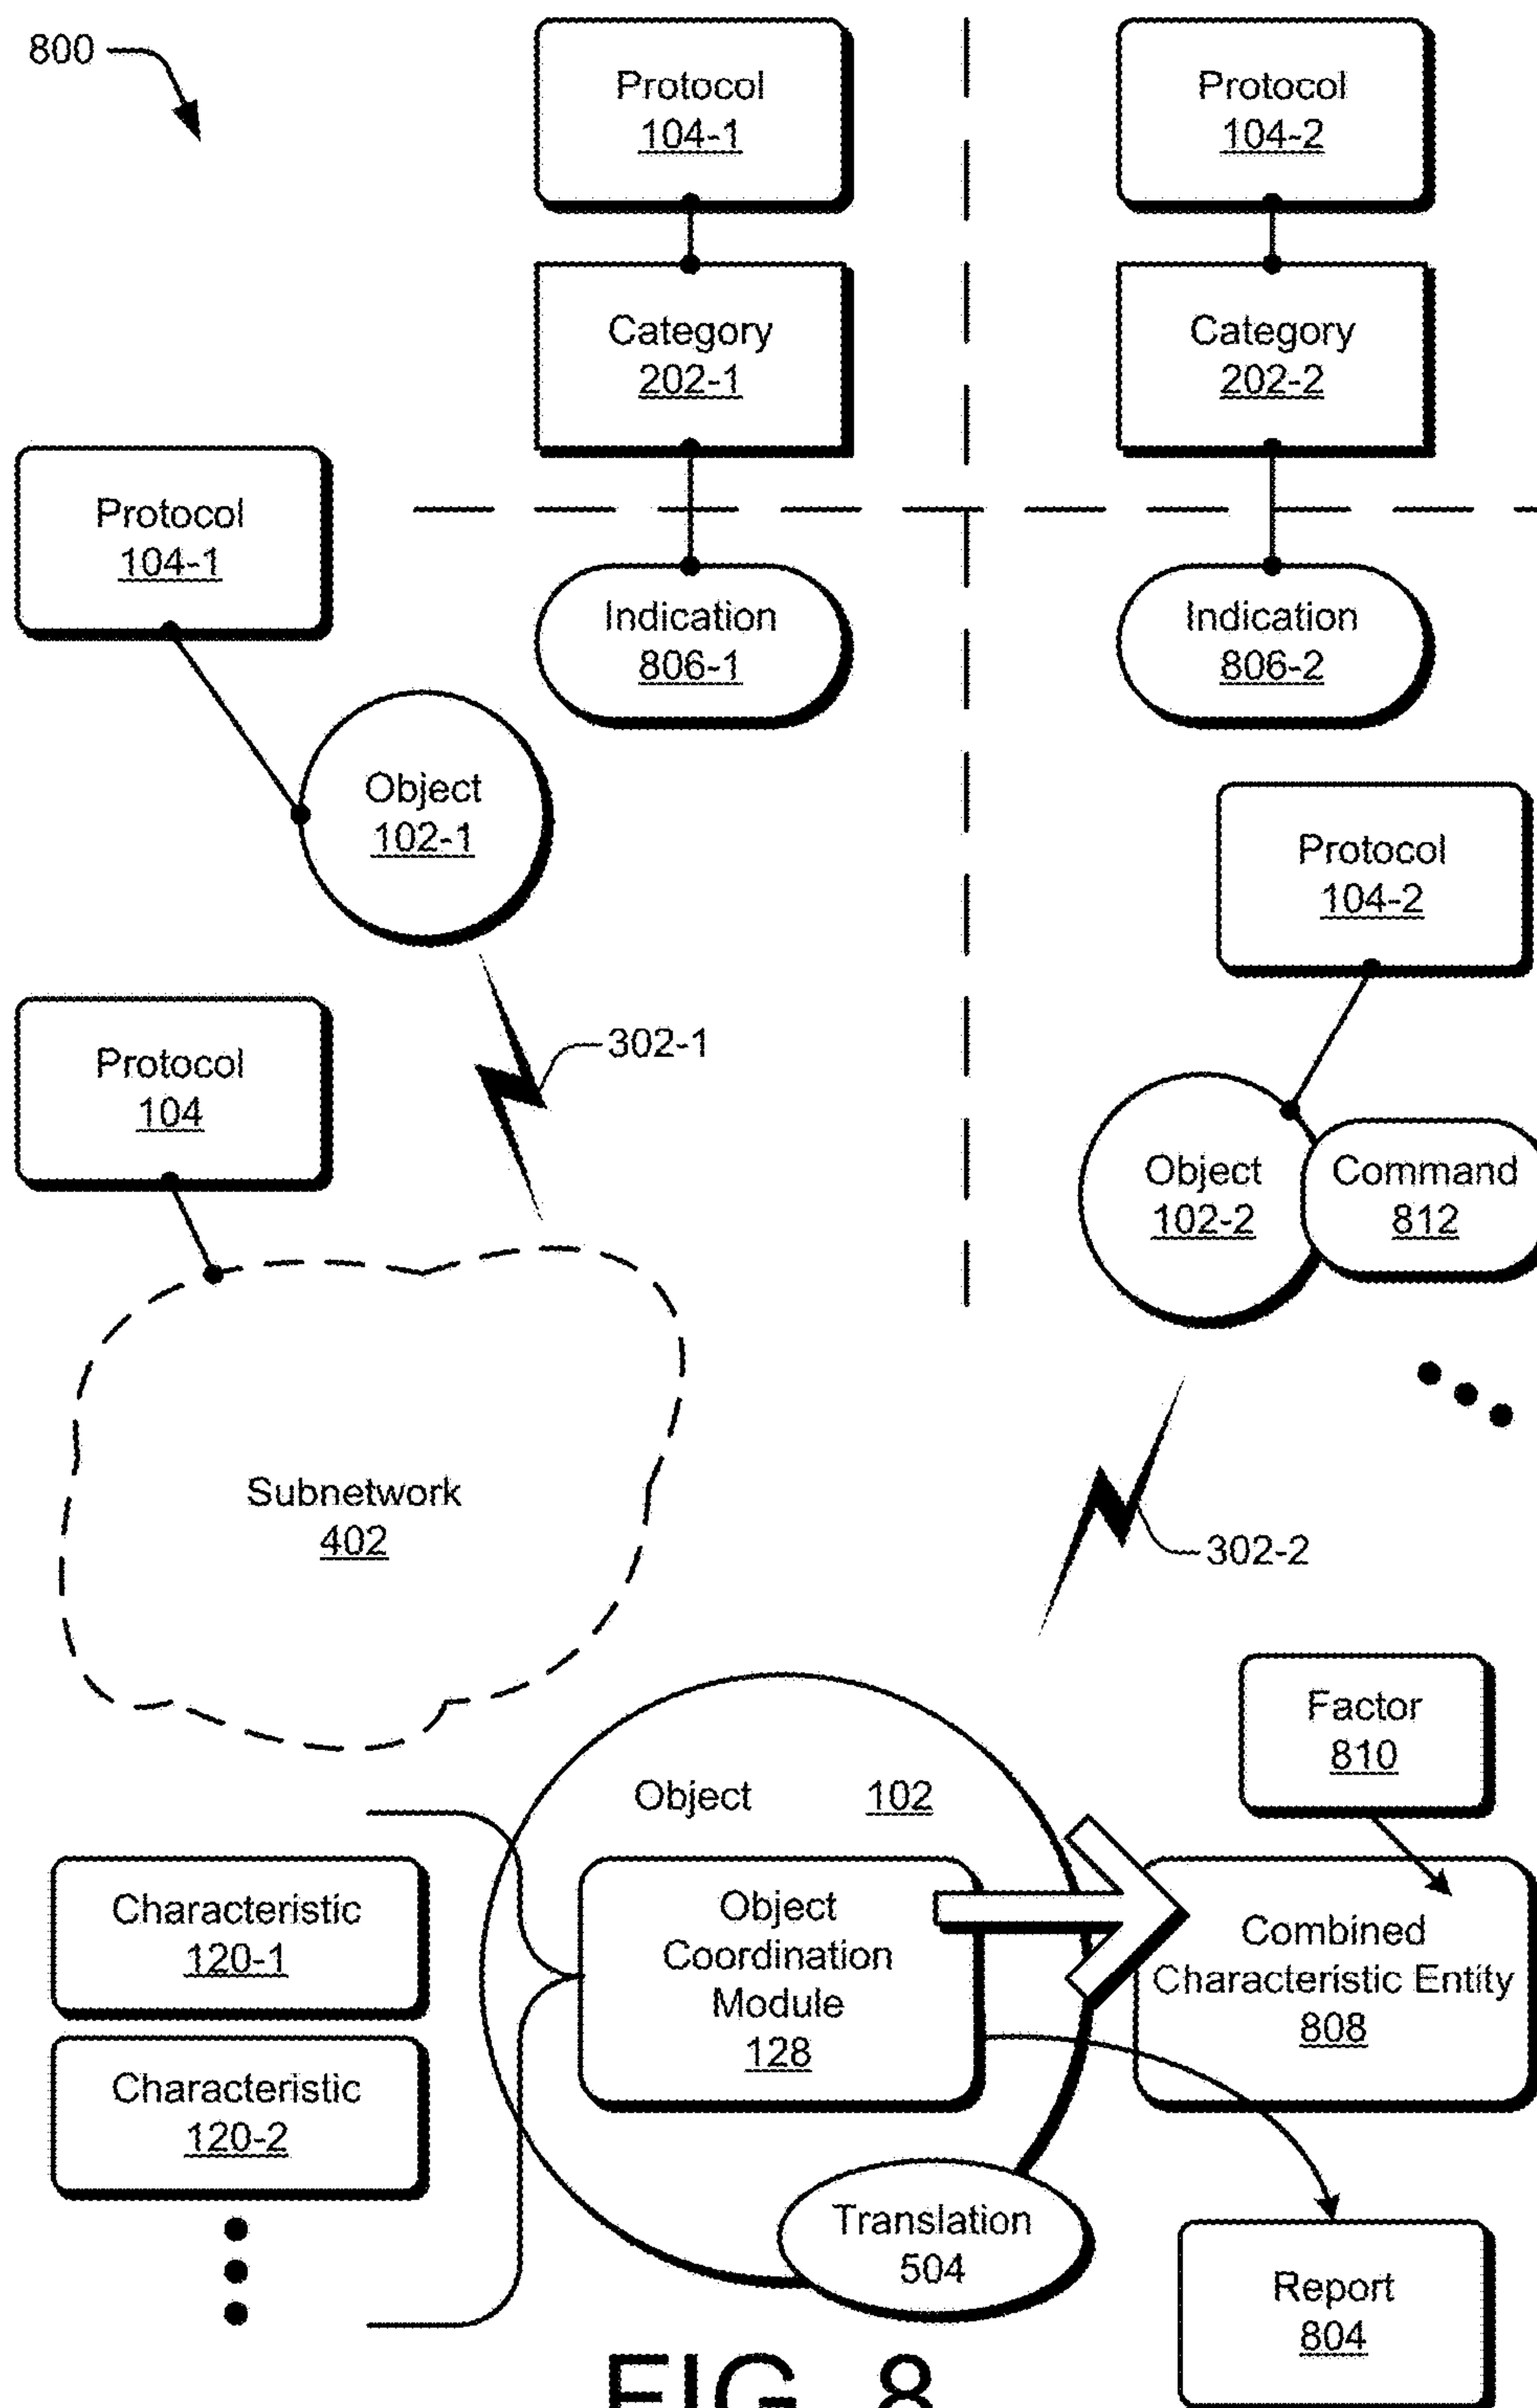 800
Protocol
104-1
Protocol
104-2
Category
202-1
Category
202-2
Protocol
104-1
Indication
806-1
Indication
806-2
Object
102-1
Protocol
104-2
Protocol
104
302-1
Object
102-2
Command
812
Subnetwork
402
302-2
Factor
810
Object 102
Characteristic
120-1
Object
Coordination
Module
128
Combined
Characteristic Entity
808
Characteristic
120-2
Translation
504
Report
804
FIG. 8